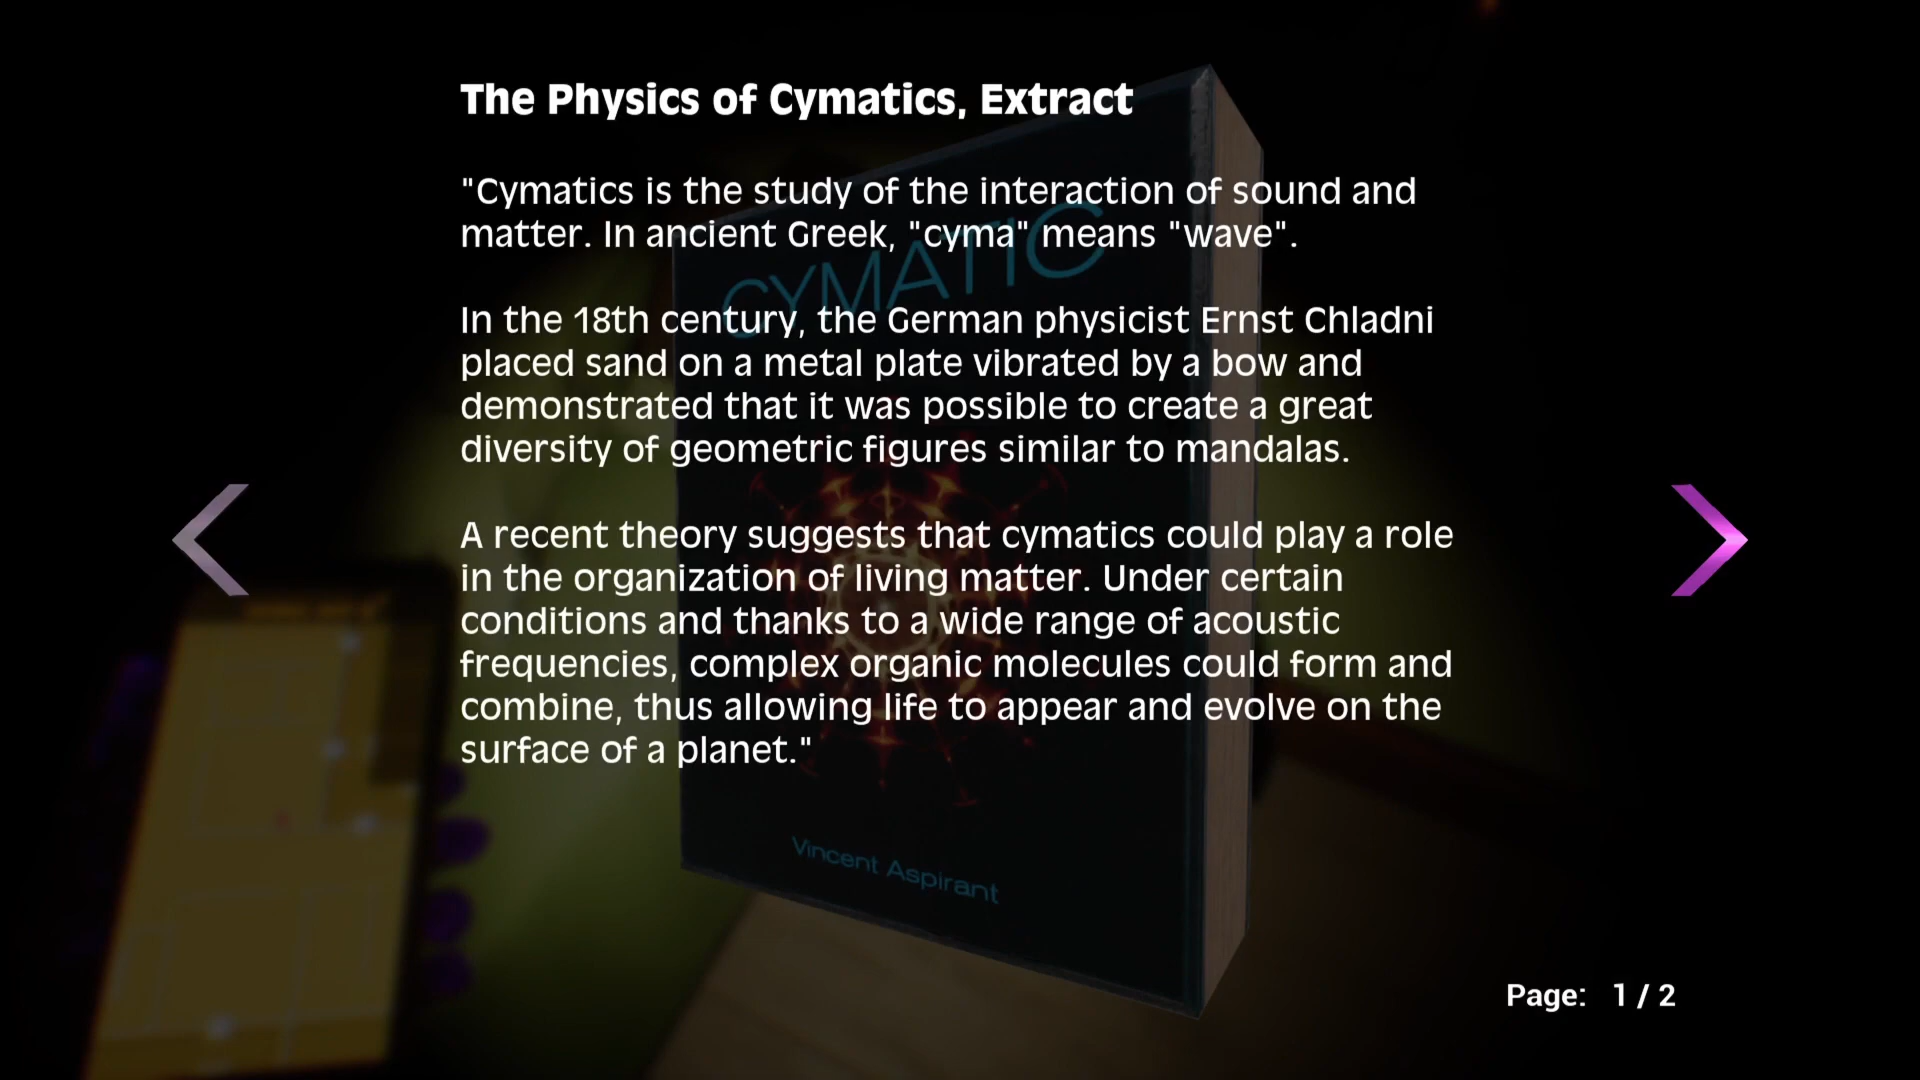 The Physics of Cymatics, Extract
"Cymatics is the study of the interaction of sound and
matter. In ancient Greek, "cyma" means "wave".
In the 18th century, the German physicist Ernst Chladni
placed sand on a metal plate vibrated by a bow and
demonstrated that it was possible to create a great
diversity of geometric figures similar to mandalas.
A recent theory suggests that cymatics could play a role
in the organization of living matter. Under certain
conditions and thanks to a wide range of acoustic
frequencies, complex organic molecules could form and
combine, thus allowing life to appear and evolve on the
surface of a planet."
CYMATIC
Vincent Aspirant
Page: 1 / 2